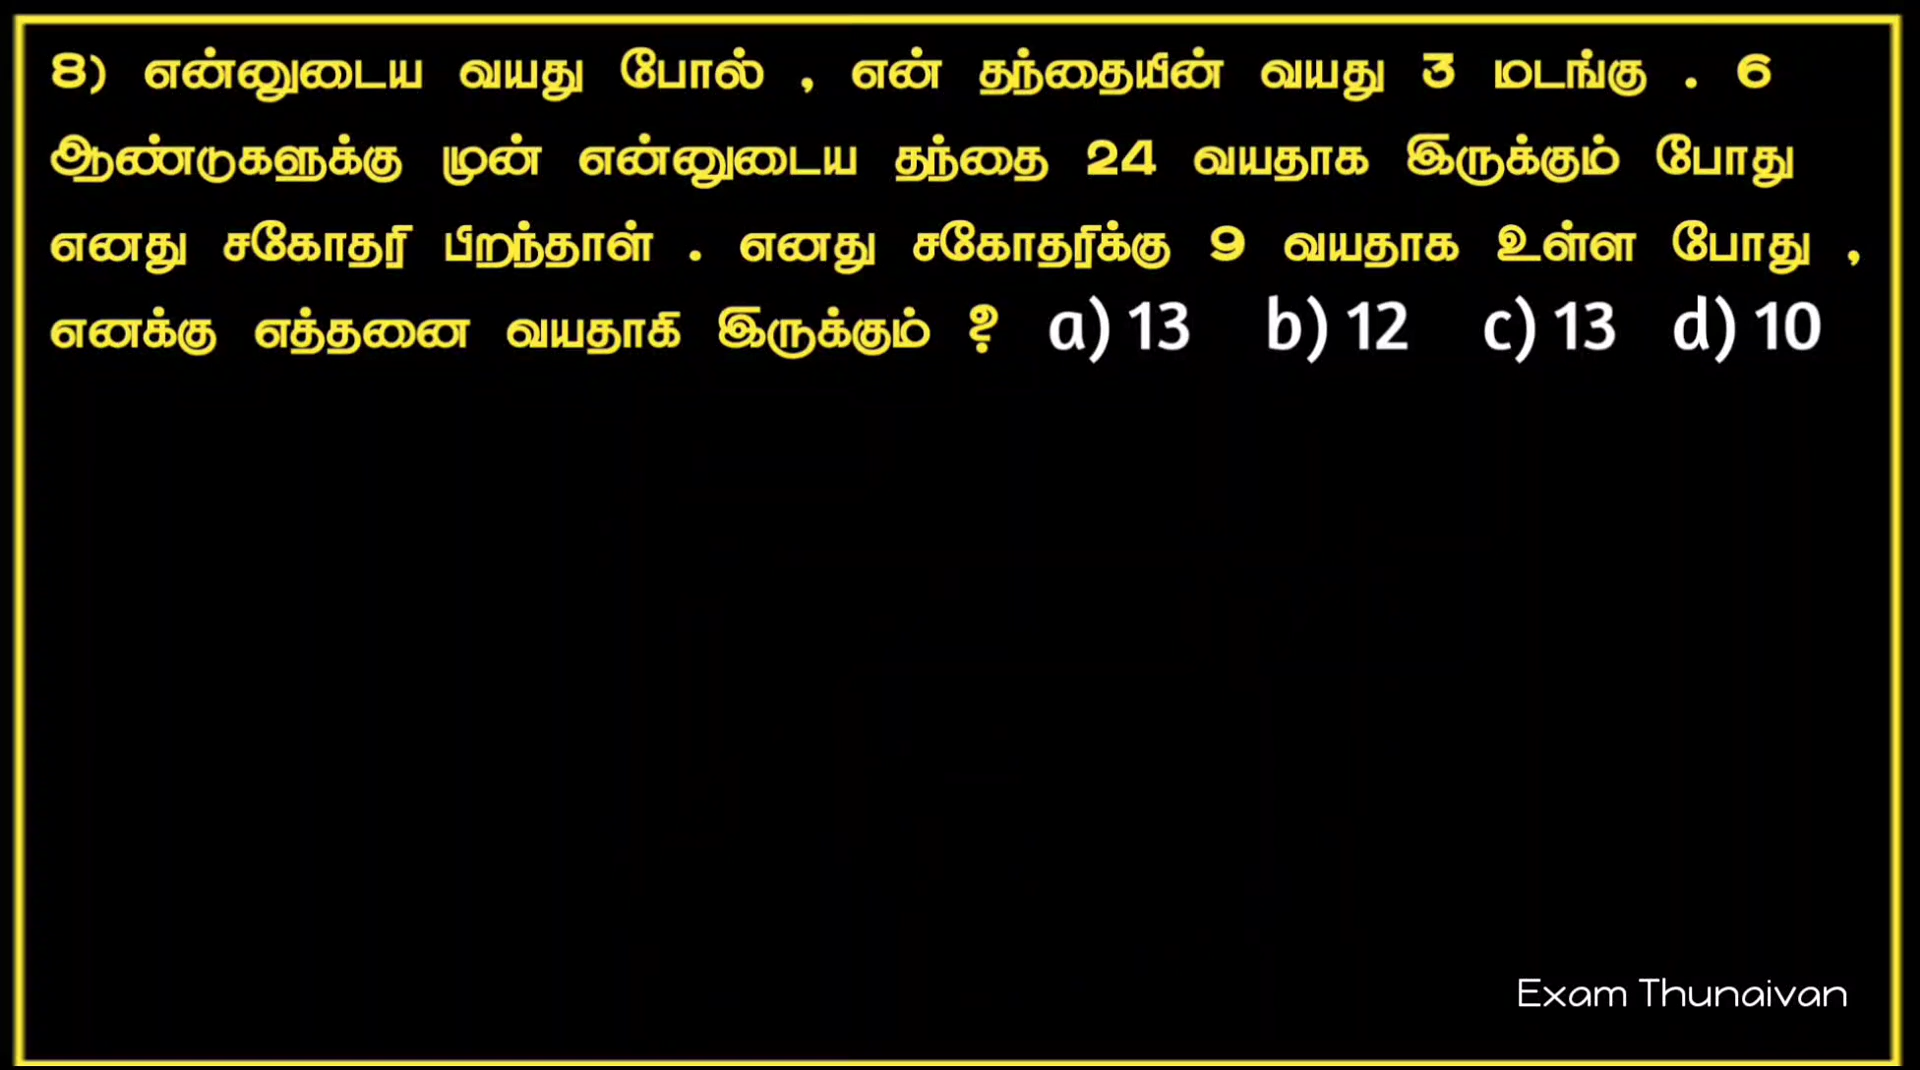 8) என்னுடைய வயது போல் , என் தந்தையின் வயது 3 மடங்கு . 6
ஆண்டுகளுக்கு முன் என்னுடைய தந்தை 24 வயதாக இருக்கும் போது
எனது சகோதரி பிறந்தாள் . எனது சகோதரிக்கு 9 வயதாக உள்ள போது ,
எனக்கு எத்தனை வயதாகி இருக்கும் ? a) 13 b) 12 c) 13 d) 10
Exam Thunaivan